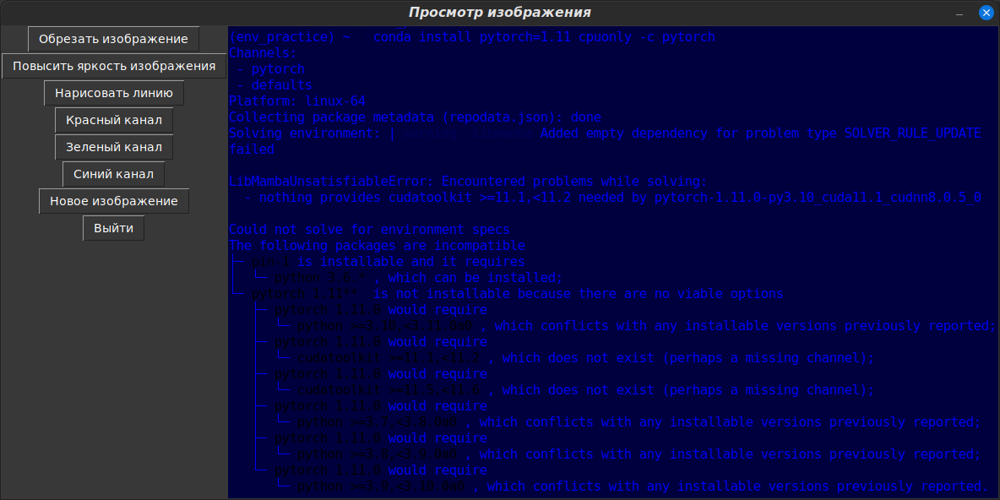 Просмотр изображения
Обрезать изображение
Повысить яркость изображения
Нарисовать линию
Красный канал
Зеленый канал
Синий канал
Новое изображение
Выйти
(env_practice) ~ conda install pytorch=1.11 cpuonly -c pytorch
Channels:
- pytorch
- defaults
Platform: linux-64
Collecting package metadata (repodata.json): done
Solving environment: | Added empty dependency for problem type SOLVER_RULE_UPDATE
failed
LibMambaUnsatisfiableError: Encountered problems while solving:
- nothing provides cudatoolkit >=11.1,<11.2 needed by pytorch-1.11.0-py3.10_cuda11.1_cudnn8.0.5_0
Could not solve for environment specs
The following packages are incompatible
├─ is installable and it requires
│ └─ python 3.6.* , which can be installed;
└─ pytorch 1.11** is not installable because there are no viable options
├─ pytorch 1.11.0 would require
│ └─ python >=3.10,<3.11.0a0 , which conflicts with any installable versions previously reported;
├─ pytorch 1.11.0 would require
│ └─ cudatoolkit >=11.1,<11.2 , which does not exist (perhaps a missing channel);
├─ pytorch 1.11.0 would require
│ └─ cudatoolkit >=11.5,<11.6 , which does not exist (perhaps a missing channel);
├─ pytorch 1.11.0 would require
│ └─ python >=3.7,<3.8.0a0 , which conflicts with any installable versions previously reported;
├─ pytorch 1.11.0 would require
│ └─ python >=3.8,<3.9.0a0 , which conflicts with any installable versions previously reported;
└─ pytorch 1.11.0 would require
└─ python >=3.9,<3.10.0a0 , which conflicts with any installable versions previously reported.